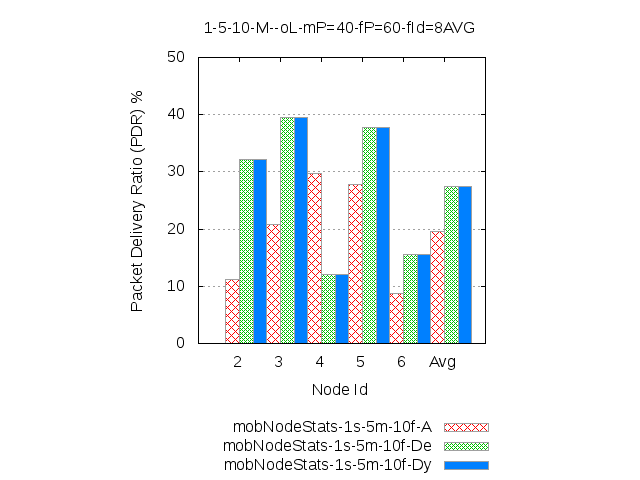 1-5-10-M--oL-mP=40-fP=60-fId=8AVG
Packet Delivery Ratio (PDR) %
50
40
30
20
10
0
2 3 4 5 6 Avg
Node Id
mobNodeStats-1s-5m-10f-A
mobNodeStats-1s-5m-10f-De
mobNodeStats-1s-5m-10f-Dy